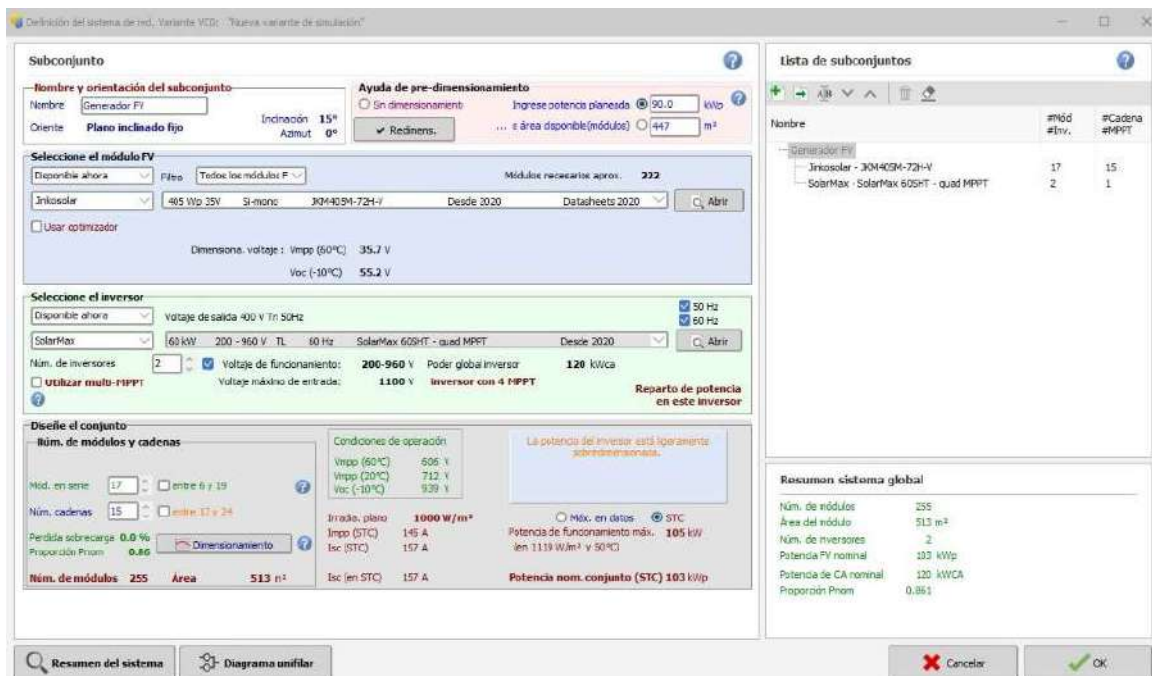 Definición del sistema de red, Variante VC0: "Nueva variante de simulación"
Subconjunto
Nombre y orientación del subconjunto
Nombre Generador FV
Oriente Plano inclinado fijo
Inclinación 15°
Azimut 0°
Ayuda de pre-dimensionamiento
Sin dimensionamiento Ingrese potencia planeada 90.0 kWp
Redimens. ... o área disponible(módulos) 447 m²
Seleccione el módulo FV
Disponible ahora Filtro Todos los módulos F Módulos necesarios aprox. 222
Jinkosolar 405 Wp 35V Si-mono JKM405M-72H-V Desde 2020 Datasheets 2020 Abrir
Usar optimizador
Dimensiona. voltaje : Vmpp (60°C) 35.7 V
Voc (-10°C) 55.2 V
Seleccione el inversor
Disponible ahora Voltaje de salida 400 V Tri 50Hz
50 Hz
60 Hz
SolarMax 60 kW 200 - 960 V TL 60 Hz SolarMax 60SHT - quad MPPT Desde 2020 Abrir
Núm. de inversores 2 Voltaje de funcionamiento: 200-960 V Poder global inversor 120 kWca
Utilizar multi-MPPT Voltaje máximo de entrada: 1100 V inversor con 4 MPPT
Reparto de potencia
en este inversor
Diseñe el conjunto
Núm. de módulos y cadenas
Mód. en serie 17 entre 6 y 19
Núm. cadenas 15 entre 17 y 24
Perdida sobrecarga 0.0 %
Proporción Pnom 0.86
Dimensionamiento
Núm. de módulos 255 Área 513 m²
Condiciones de operación
Vmpp (60°C) 606 V
Vmpp (20°C) 712 V
Voc (-10°C) 939 V
Irradia. plano 1000 W/m²
Impp (STC) 145 A
Isc (STC) 157 A
Isc (en STC) 157 A
La potencia del inversor está ligeramente
sobredimensionada.
Máx. en datos STC
Potencia de funcionamiento máx. 105 kW
(en 1119 W/m² y 50°C)
Potencia nom. conjunto (STC) 103 kWp
Lista de subconjuntos
Nombre
#Mód #Cadena
#Inv. #MPPT
Generador FV
Jinkosolar - JKM405M-72H-V 17 15
SolarMax - SolarMax 60SHT - quad MPPT 2 1
Resumen sistema global
Núm. de módulos 255
Área del módulo 513 m²
Núm. de inversores 2
Potencia FV nominal 103 kWp
Potencia de CA nominal 120 kWCA
Proporción Pnom 0.861
Resumen del sistema
Diagrama unifilar
Cancelar
OK